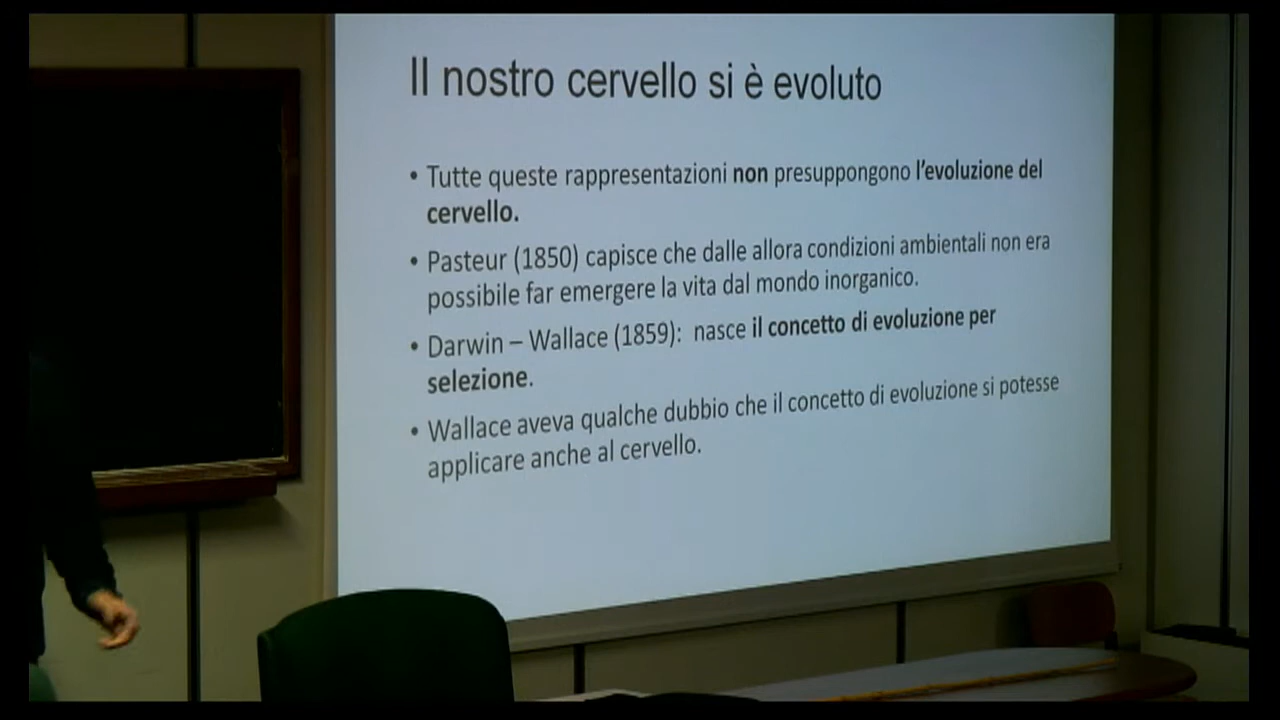 Il nostro cervello si è evoluto
• Tutte queste rappresentazioni non presuppongono l'evoluzione del
cervello.
• Pasteur (1850) capisce che dalle allora condizioni ambientali non era
possibile far emergere la vita dal mondo inorganico.
• Darwin – Wallace (1859): nasce il concetto di evoluzione per
selezione.
• Wallace aveva qualche dubbio che il concetto di evoluzione si potesse
applicare anche al cervello.